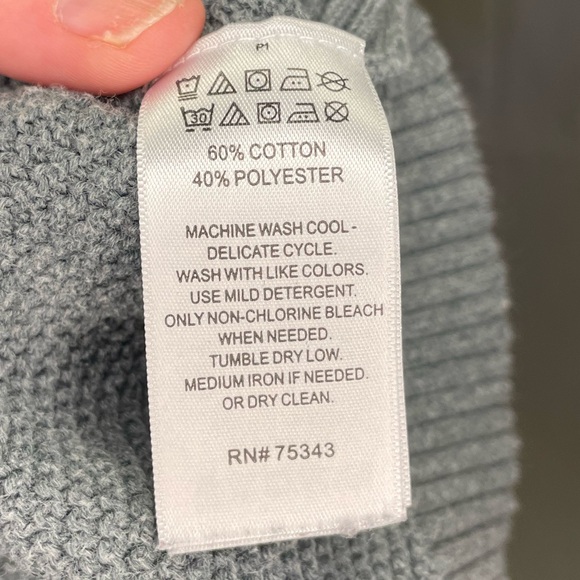 P1
30
60% COTTON
40% POLYESTER
MACHINE WASH COOL -
DELICATE CYCLE.
WASH WITH LIKE COLORS.
USE MILD DETERGENT.
ONLY NON-CHLORINE BLEACH
WHEN NEEDED.
TUMBLE DRY LOW.
MEDIUM IRON IF NEEDED.
OR DRY CLEAN.
RN# 75343